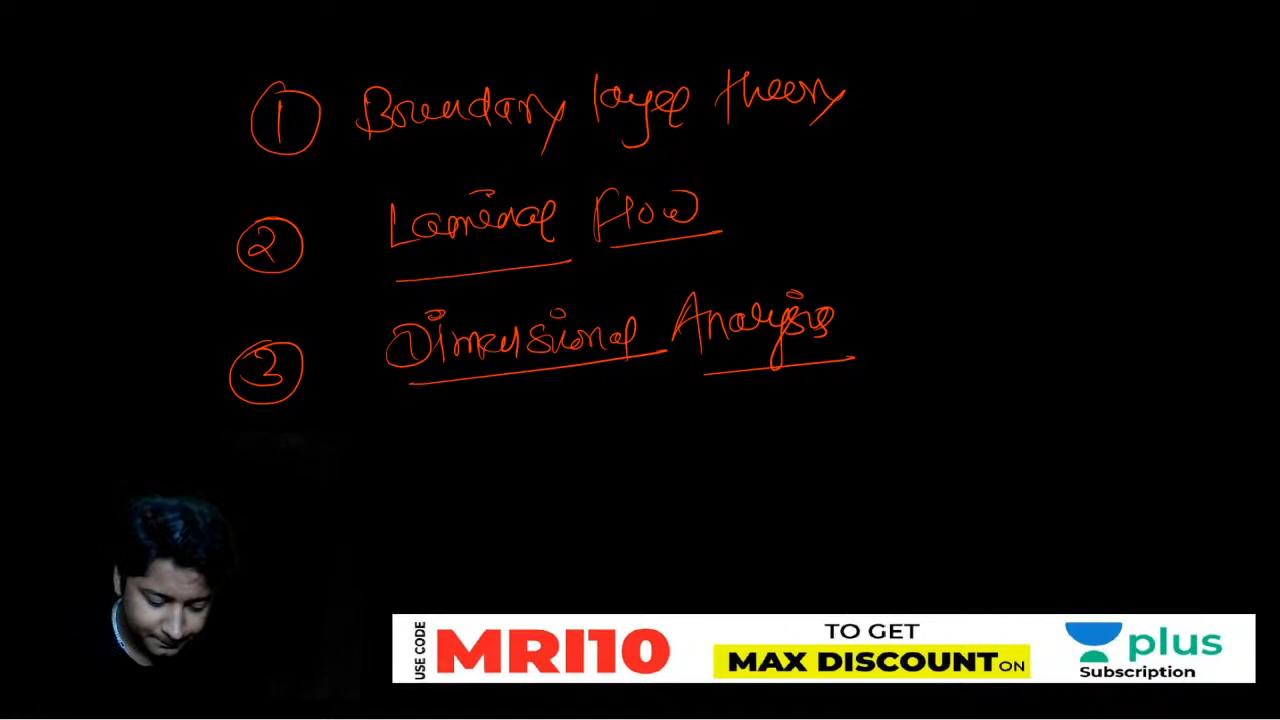 1 Boundary layer theory
2 Laminar flow
3 Dimensional Analysis
USE CODE MRI10 TO GET MAX DISCOUNT ON plus Subscription